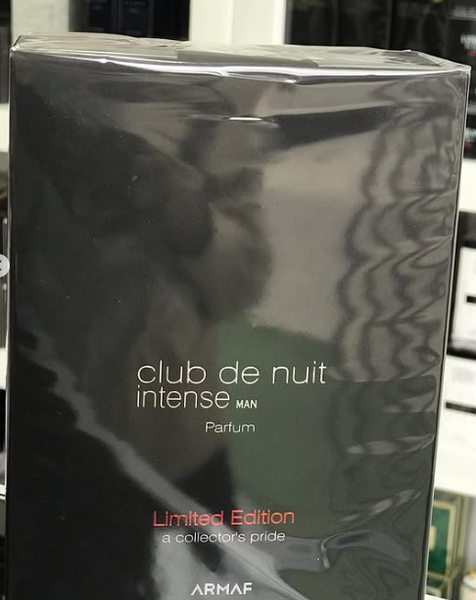 club de nuit
intense MAN
Parfum
Limited Edition
a collector's pride
ARMAF